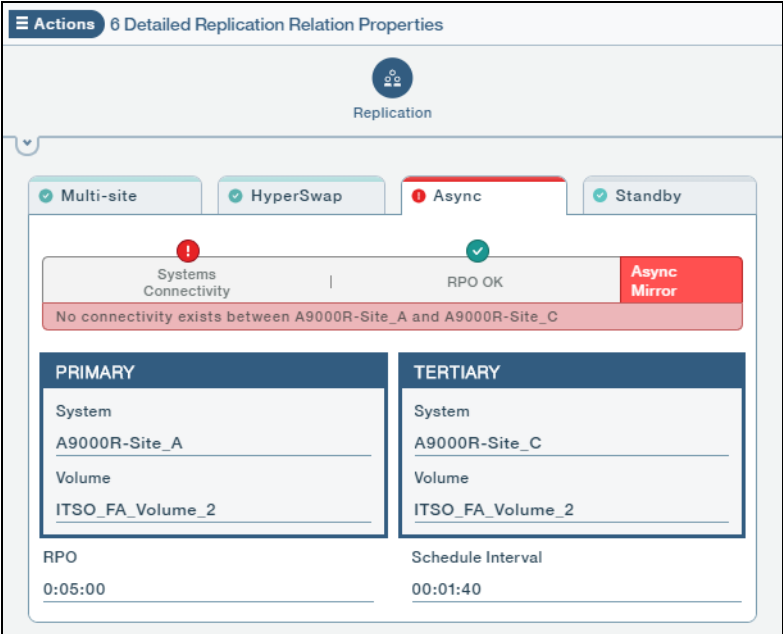 Actions 6 Detailed Replication Relation Properties
Replication
Multi-site HyperSwap Async Standby
Systems
Connectivity
| RPO OK
Async
Mirror
No connectivity exists between A9000R-Site_A and A9000R-Site_C
PRIMARY
System
A9000R-Site_A
Volume
ITSO_FA_Volume_2
TERTIARY
System
A9000R-Site_C
Volume
ITSO_FA_Volume_2
RPO
0:05:00
Schedule Interval
00:01:40